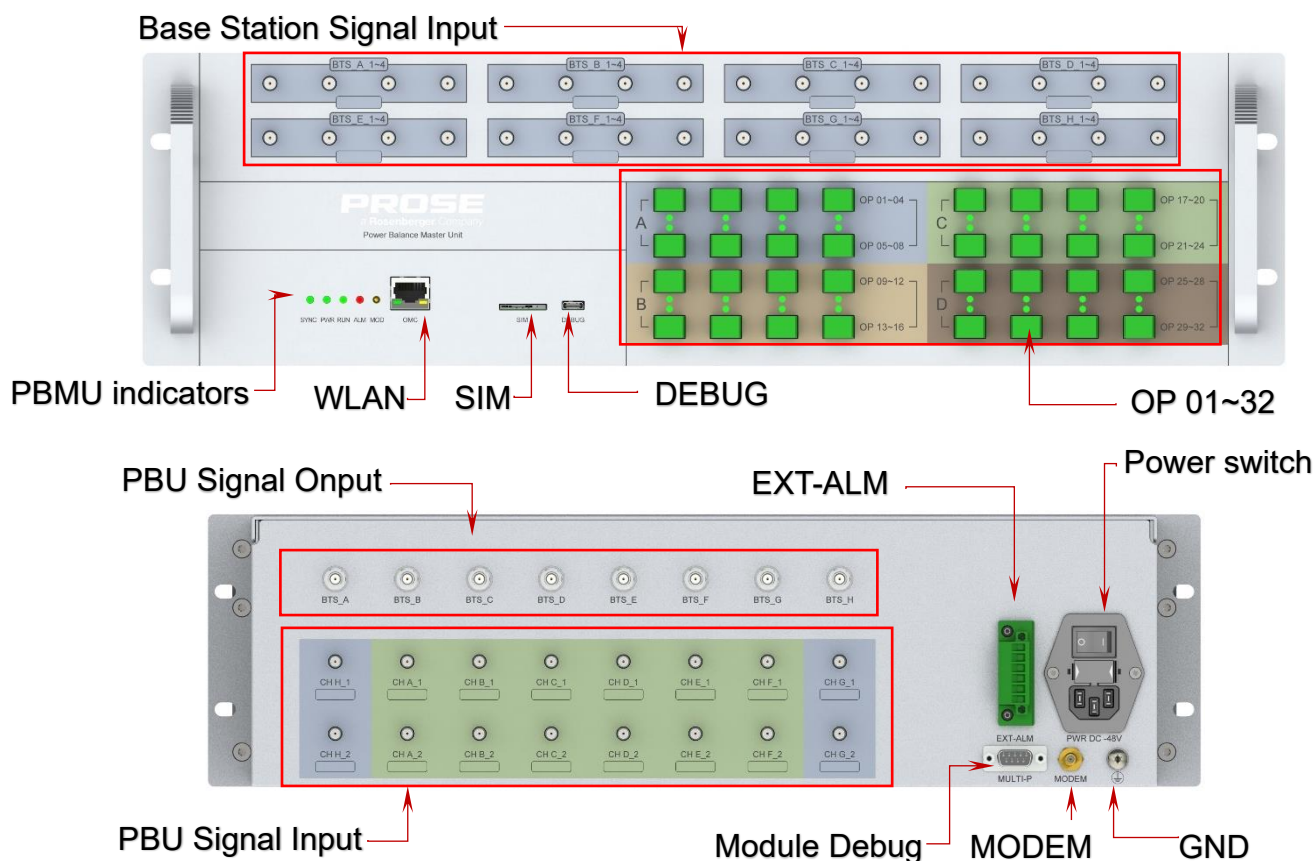 Base Station Signal Input
BTS_A_1~4
BTS_B_1~4
BTS_C_1~4
BTS_D_1~4
BTS_E_1~4
BTS_F_1~4
BTS_G_1~4
BTS_H_1~4
PROSE
a Rosenberger Company
Power Balance Master Unit
SYNC PWR RUN ALM MOD
OMC
SIM
DEBUG
A
OP 01~04
OP 05~08
B
OP 09~12
OP 13~16
C
OP 17~20
OP 21~24
D
OP 25~28
OP 29~32
PBMU indicators
WLAN
SIM
DEBUG
OP 01~32
PBU Signal Onput
EXT-ALM
Power switch
BTS_A
BTS_B
BTS_C
BTS_D
BTS_E
BTS_F
BTS_G
BTS_H
CH H_1
CH A_1
CH B_1
CH C_1
CH D_1
CH E_1
CH F_1
CH G_1
CH H_2
CH A_2
CH B_2
CH C_2
CH D_2
CH E_2
CH F_2
CH G_2
EXT-ALM
PWR DC -48V
MULTI-P
MODEM
PBU Signal Input
Module Debug
MODEM
GND